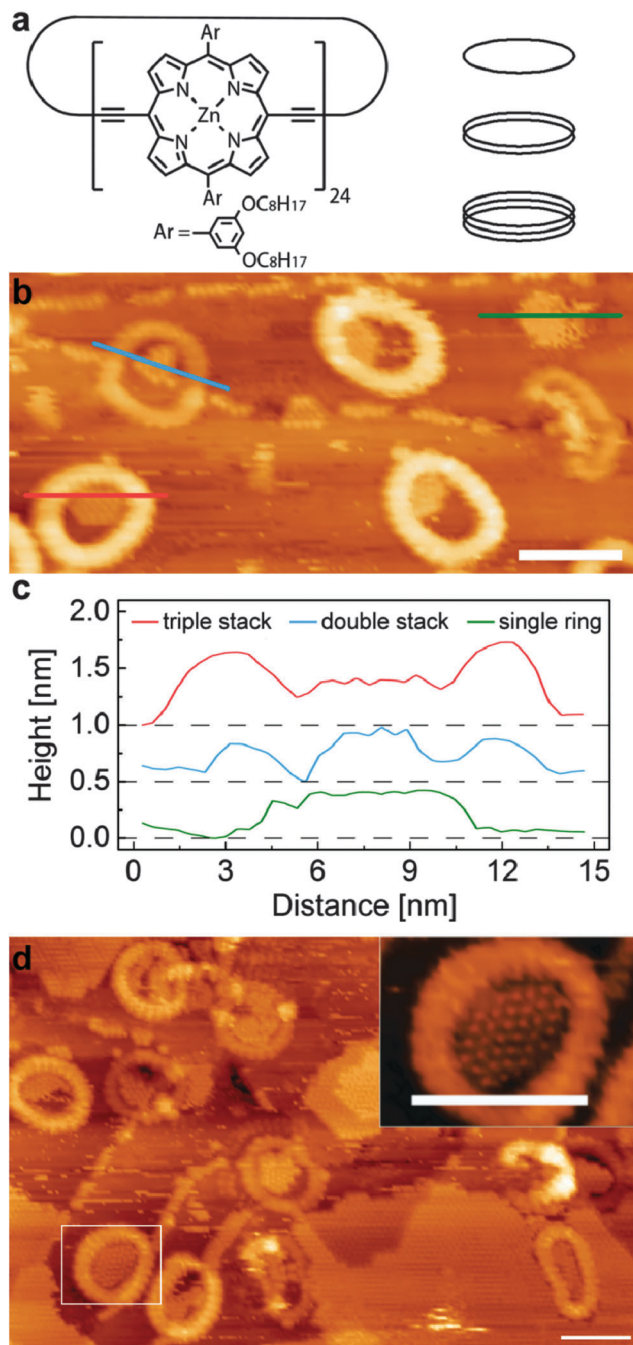 a
Ar
N
N
Zn
N
N
Ar
24
OC8H17
Ar =
OC8H17
b
c
triple stack double stack single ring
2.0
1.5
1.0
0.5
0.0
Height [nm]
0 3 6 9 12 15
Distance [nm]
d